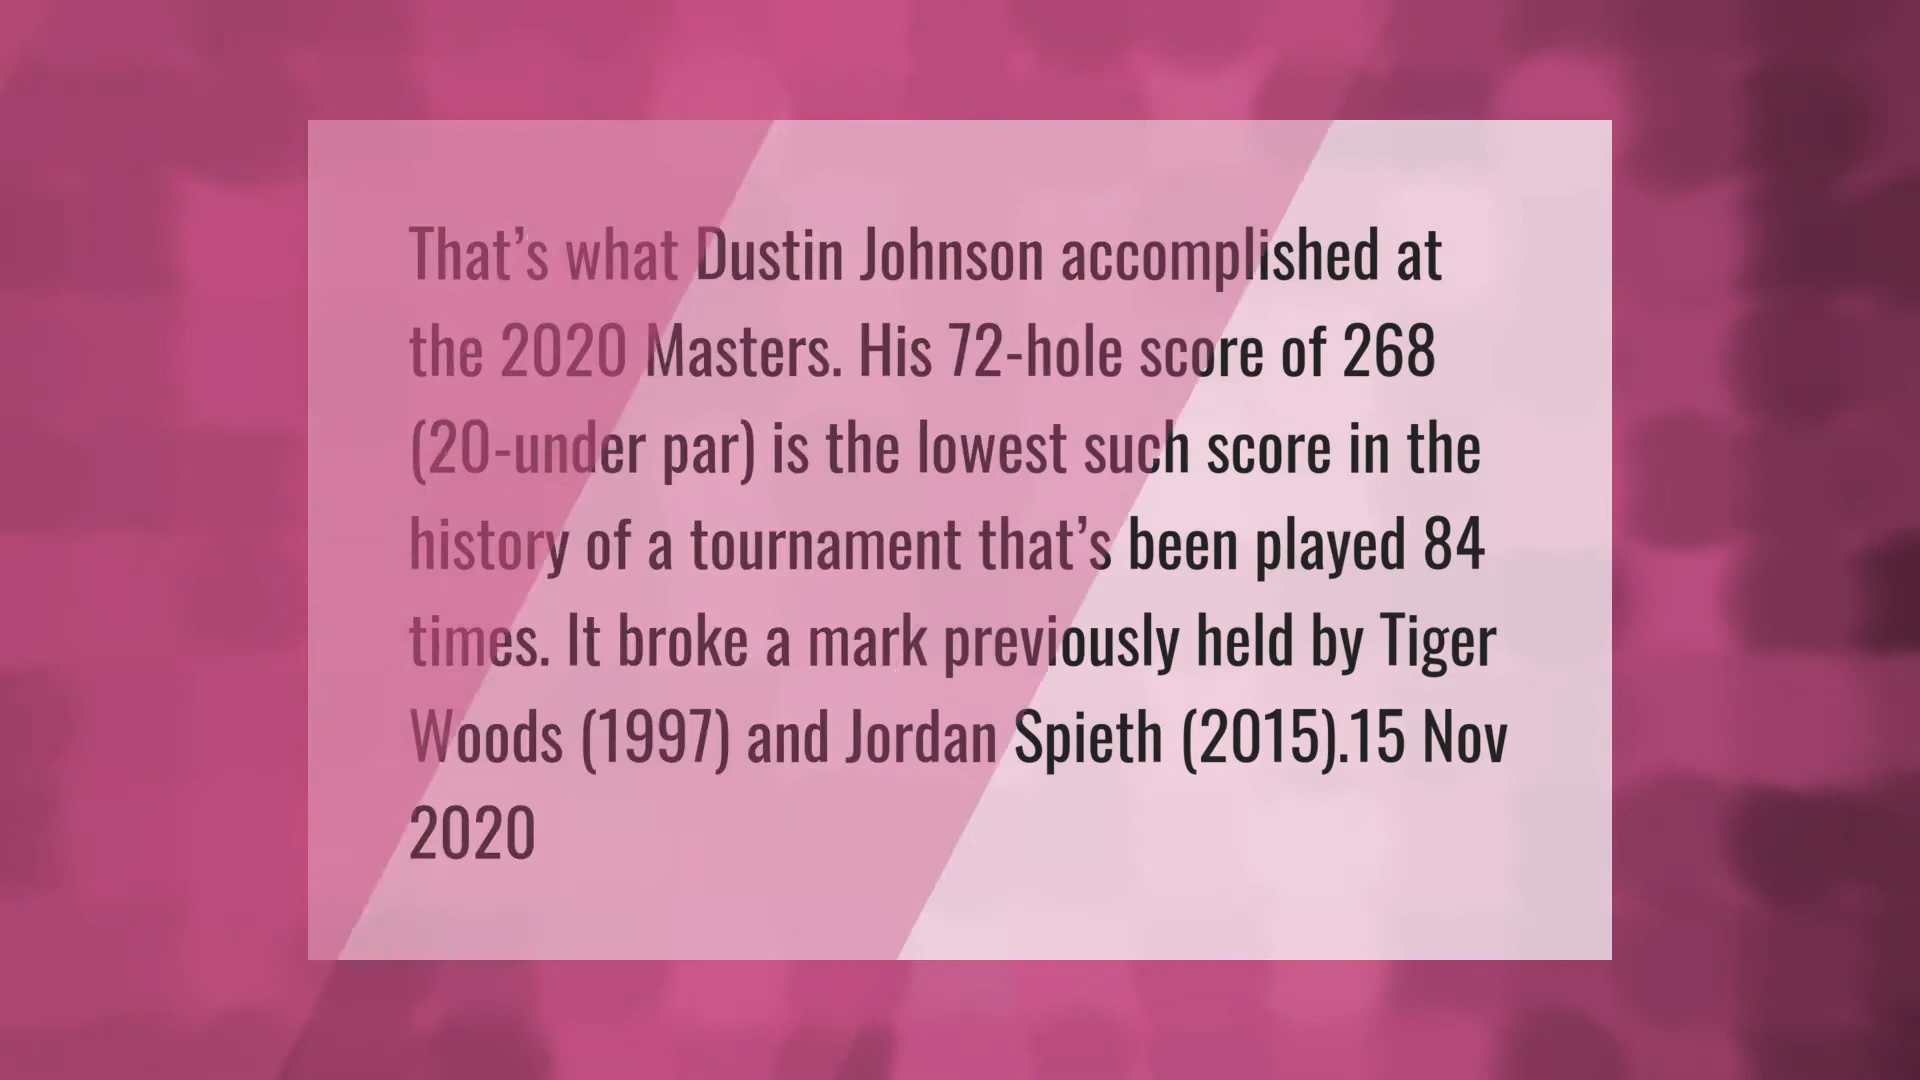 That’s what Dustin Johnson accomplished at
the 2020 Masters. His 72-hole score of 268
(20-under par) is the lowest such score in the
history of a tournament that’s been played 84
times. It broke a mark previously held by Tiger
Woods (1997) and Jordan Spieth (2015).15 Nov
2020